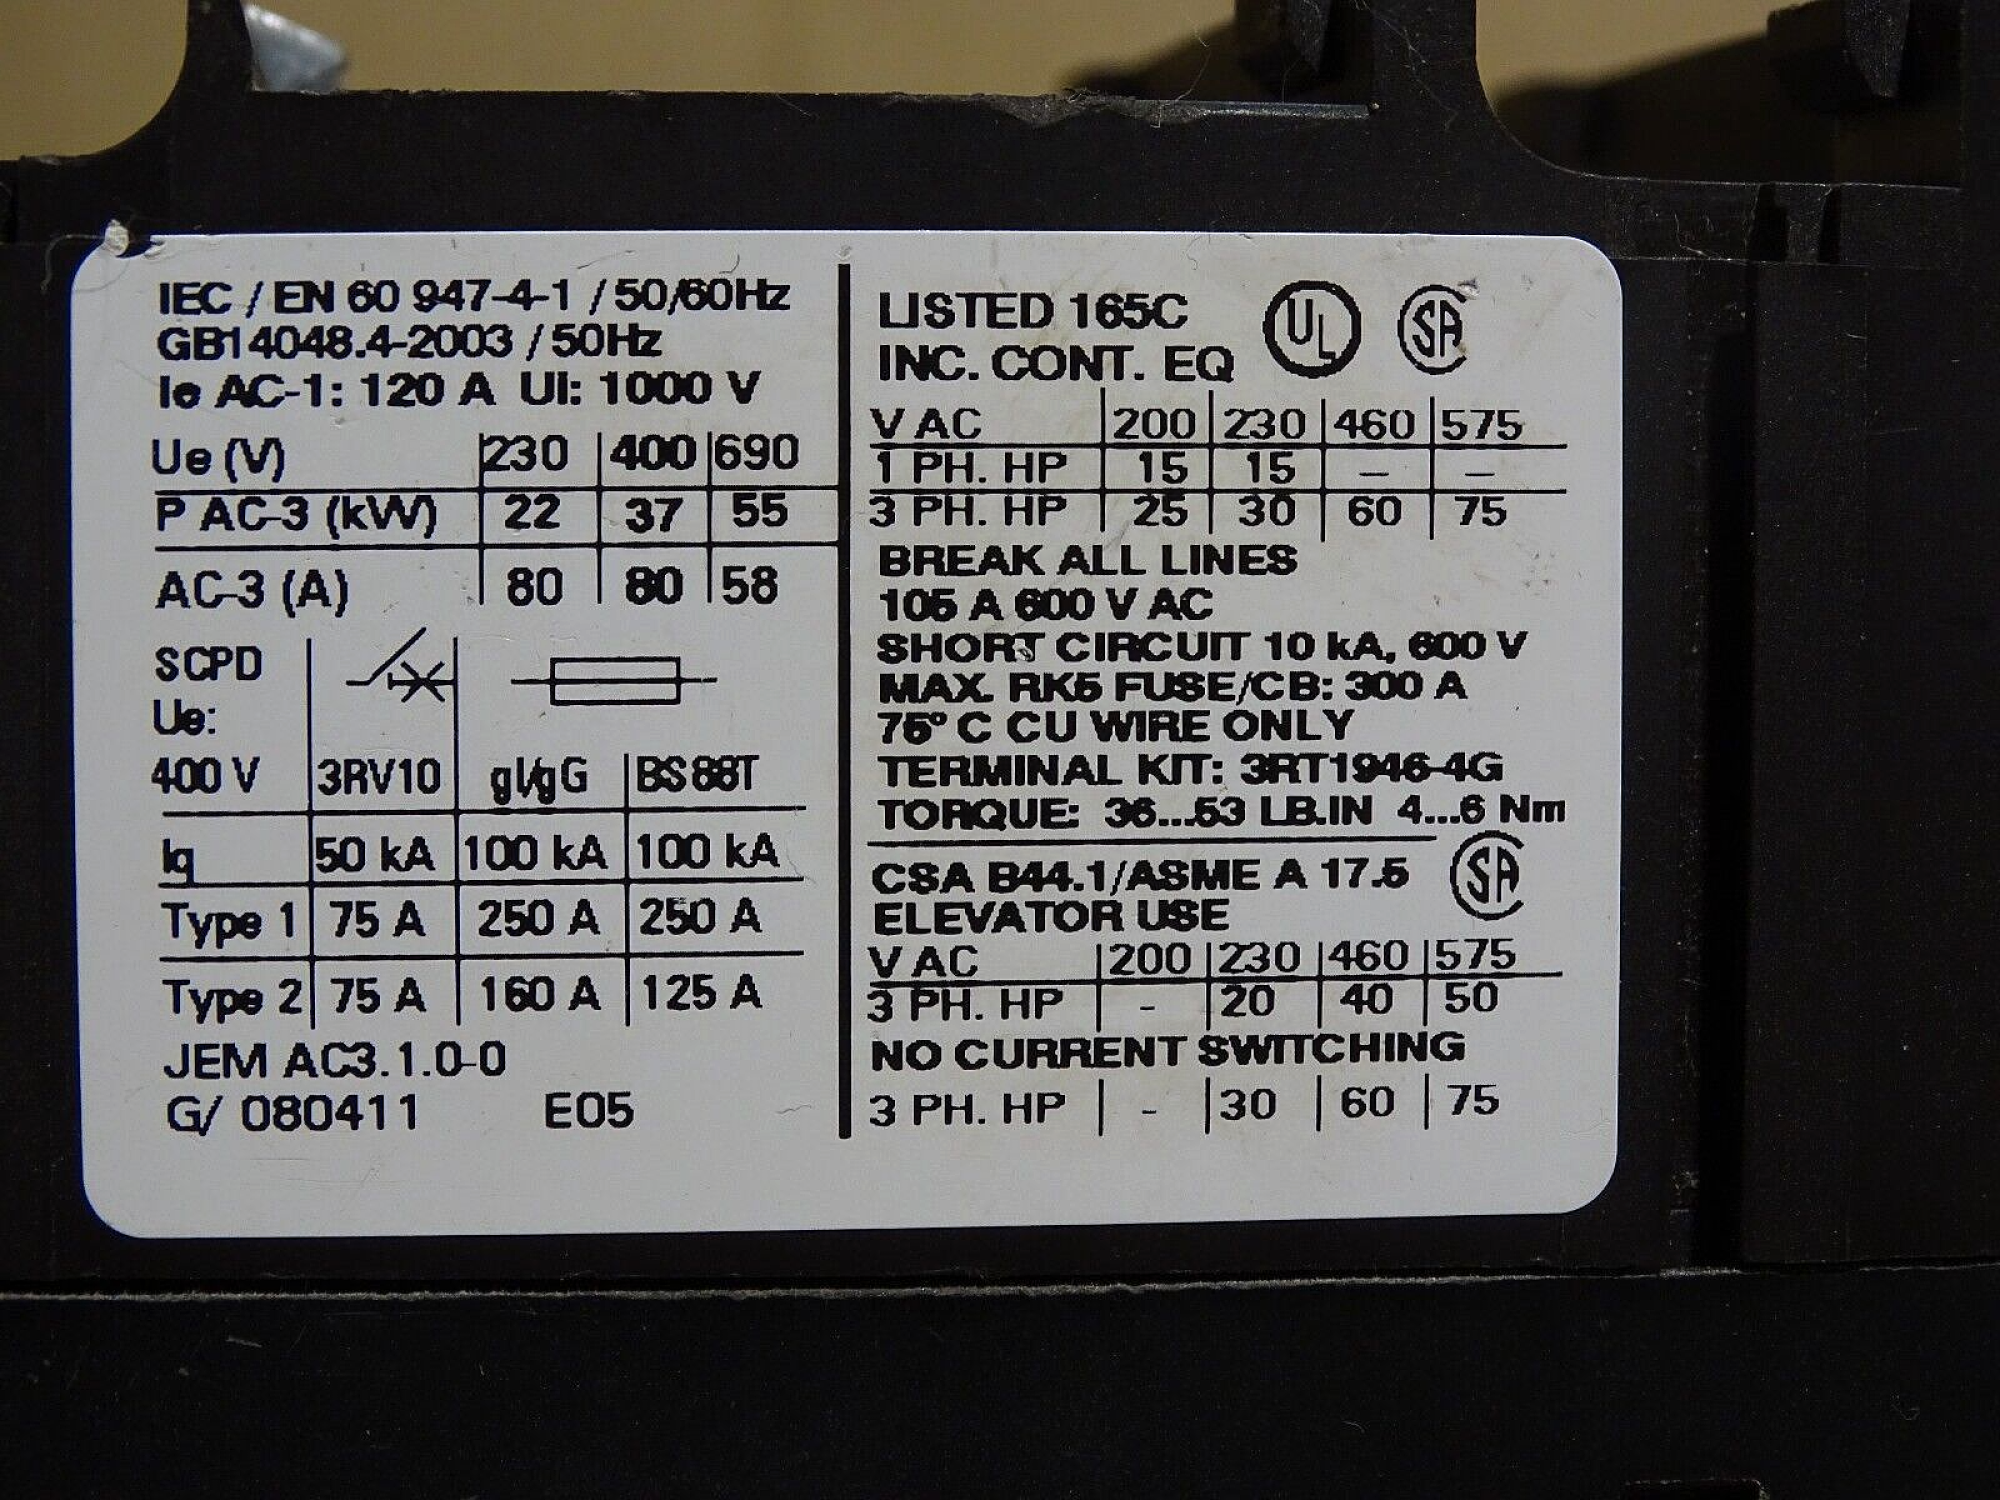 IEC / EN 60 947-4-1 / 50/60Hz
GB14048.4-2003 / 50Hz
Ie AC-1: 120 A UI: 1000 V
Ue (V) 230 400 690
P AC-3 (kW) 22 37 55
AC-3 (A) 80 80 58
SCPD
Ue:
400 V 3RV10 gl/gG BS88T
Iq 50 kA 100 kA 100 kA
Type 1 75 A 250 A 250 A
Type 2 75 A 160 A 125 A
JEM AC3.1.0-0
G/ 080411 E05
LISTED 165C UL SA
INC. CONT. EQ
V AC 200 230 460 575
1 PH. HP 15 15 – –
3 PH. HP 25 30 60 75
BREAK ALL LINES
105 A 600 V AC
SHORT CIRCUIT 10 kA, 600 V
MAX. RK5 FUSE/CB: 300 A
75° C CU WIRE ONLY
TERMINAL KIT: 3RT1946-4G
TORQUE: 36...53 LB.IN 4...6 Nm
CSA B44.1/ASME A 17.5 SA
ELEVATOR USE
V AC 200 230 460 575
3 PH. HP - 20 40 50
NO CURRENT SWITCHING
3 PH. HP - 30 60 75